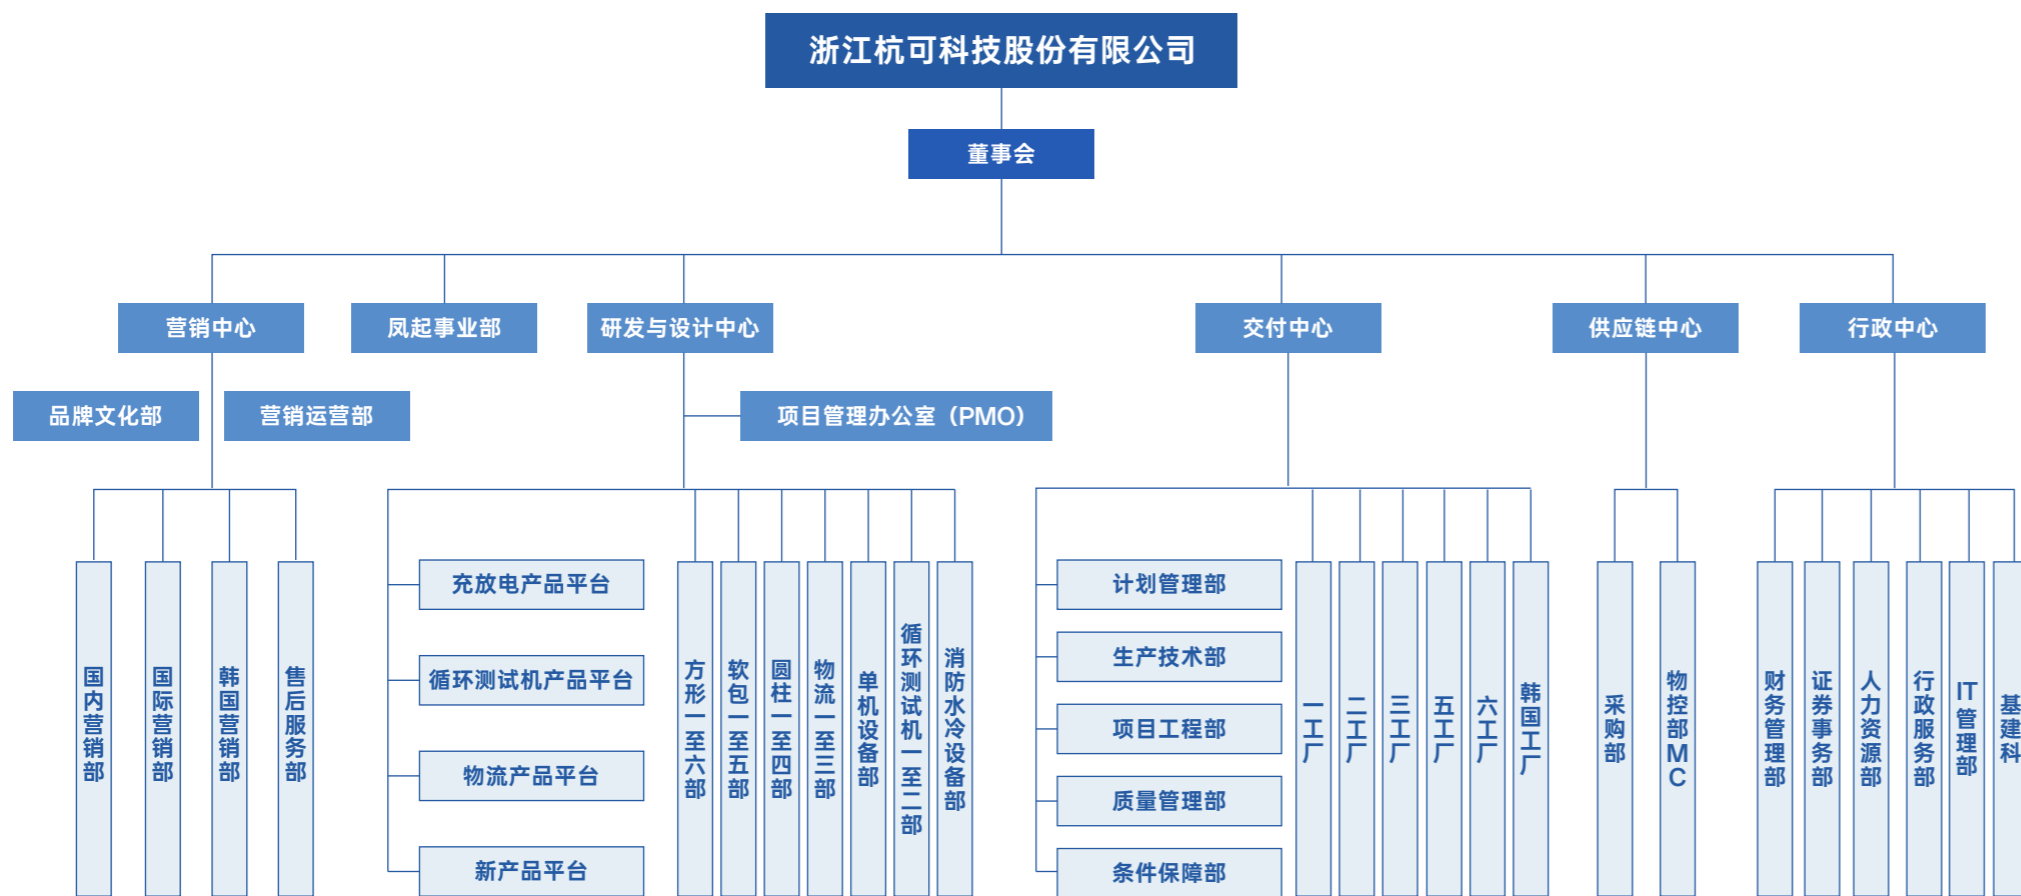 浙江杭可科技股份有限公司
董事会
营销中心
凤起事业部
研发与设计中心
交付中心
供应链中心
行政中心
品牌文化部
营销运营部
项目管理办公室（PMO）
国内营销部
国际营销部
韩国营销部
售后服务部
充放电产品平台
循环测试机产品平台
物流产品平台
新产品平台
方形一至六部
软包一至五部
圆柱一至四部
物流一至三部
单机设备部
循环测试机一至二部
消防水冷设备部
计划管理部
生产技术部
项目工程部
质量管理部
条件保障部
一工厂
二工厂
三工厂
五工厂
六工厂
韩国工厂
采购部
物控部MC
财务管理部
证券事务部
人力资源部
行政服务部
IT管理部
基建科